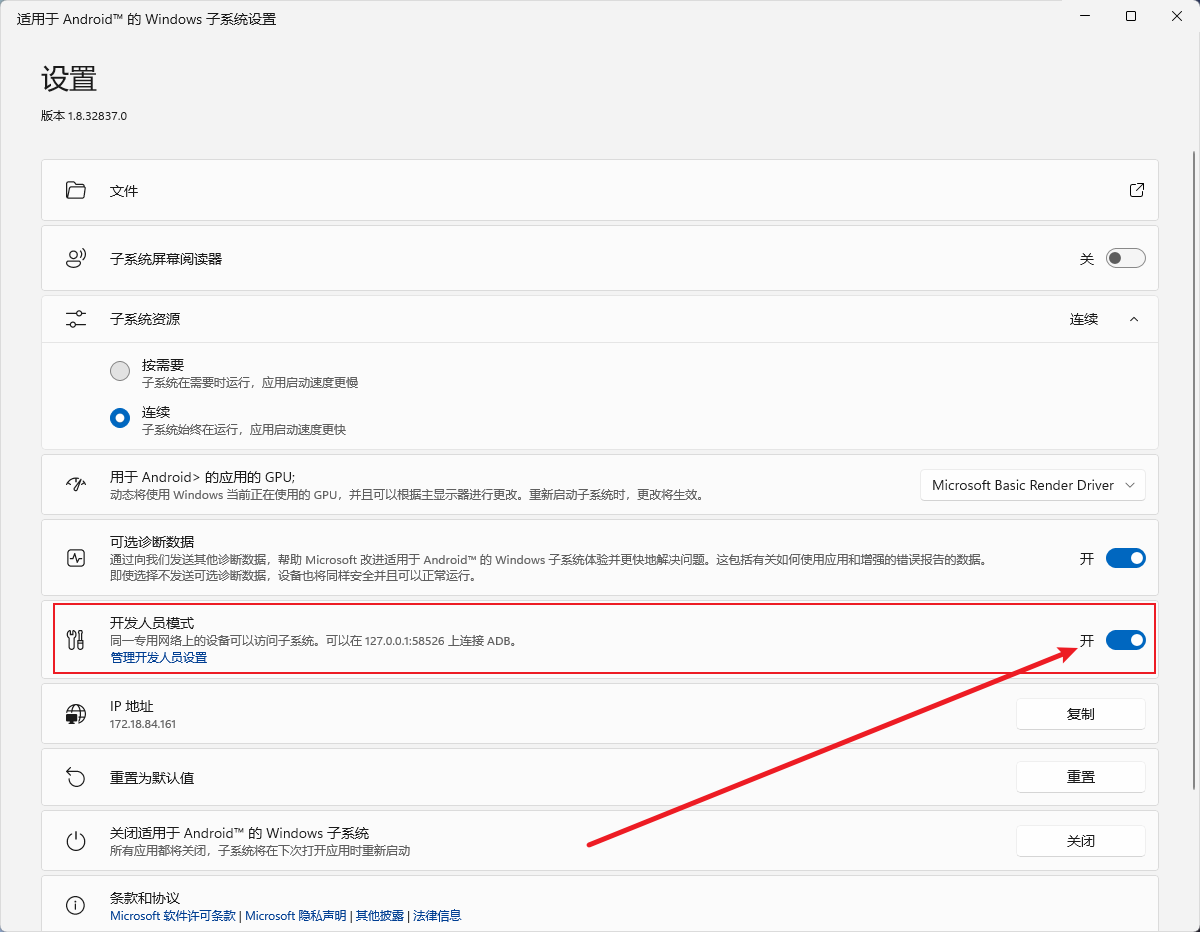 适用于 Android™ 的 Windows 子系统设置
设置
版本 1.8.32837.0
文件
子系统屏幕阅读器
关
子系统资源
连续
按需要
子系统在需要时运行，应用启动速度更慢
连续
子系统始终在运行，应用启动速度更快
用于 Android> 的应用的 GPU;
动态将使用 Windows 当前正在使用的 GPU，并且可以根据主显示器进行更改。重新启动子系统时，更改将生效。
Microsoft Basic Render Driver
可选诊断数据
通过向我们发送其他诊断数据，帮助 Microsoft 改进适用于 Android™ 的 Windows 子系统体验并更快地解决问题。这包括有关如何使用应用和增强的错误报告的数据。
即使选择不发送可选诊断数据，设备也将同样安全并且可以正常运行。
开
开发人员模式
同一专用网络上的设备可以访问子系统。可以在 127.0.0.1:58526 上连接 ADB。
管理开发人员设置
开
IP 地址
172.18.84.161
复制
重置为默认值
重置
关闭适用于 Android™ 的 Windows 子系统
所有应用都将关闭，子系统将在下次打开应用时重新启动
关闭
条款和协议
Microsoft 软件许可条款 | Microsoft 隐私声明 | 其他披露 | 法律信息